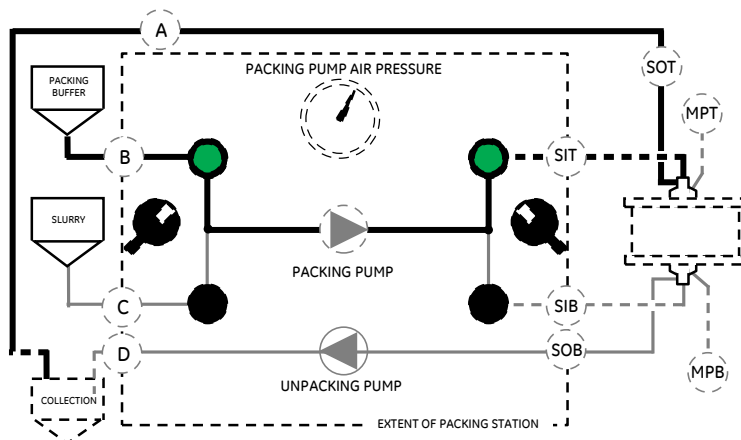 A
PACKING PUMP AIR PRESSURE
SOT
PACKING
BUFFER
MPT
B
SIT
SLURRY
PACKING PUMP
C
SIB
D
SOB
UNPACKING PUMP
MPB
COLLECTION
EXTENT OF PACKING STATION